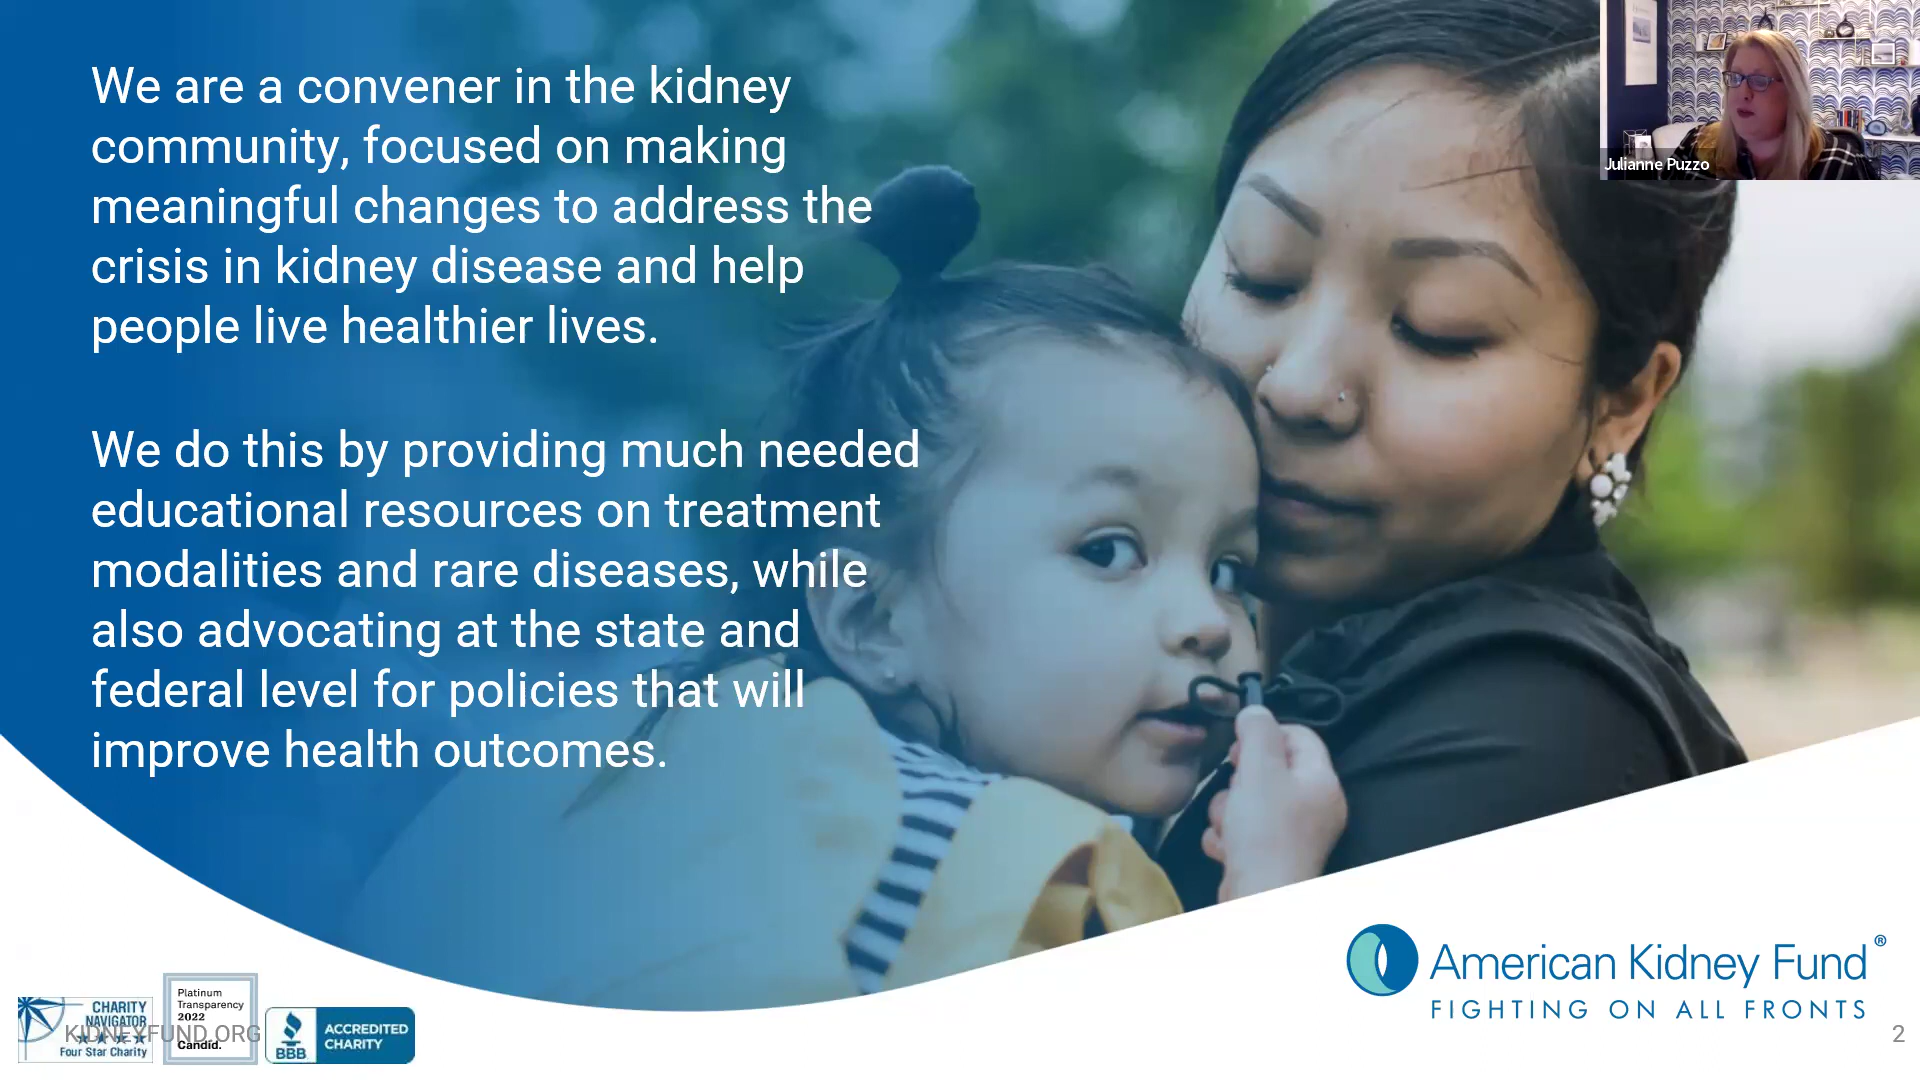 We are a convener in the kidney
community, focused on making
meaningful changes to address the
crisis in kidney disease and help
people live healthier lives.
We do this by providing much needed
educational resources on treatment
modalities and rare diseases, while
also advocating at the state and
federal level for policies that will
improve health outcomes.
Julianne Puzzo
American Kidney Fund®
FIGHTING ON ALL FRONTS
CHARITY
NAVIGATOR
Four Star Charity
Platinum
Transparency
2022
Candid.
KIDNEYFUND.ORG
BBB
ACCREDITED
CHARITY
2